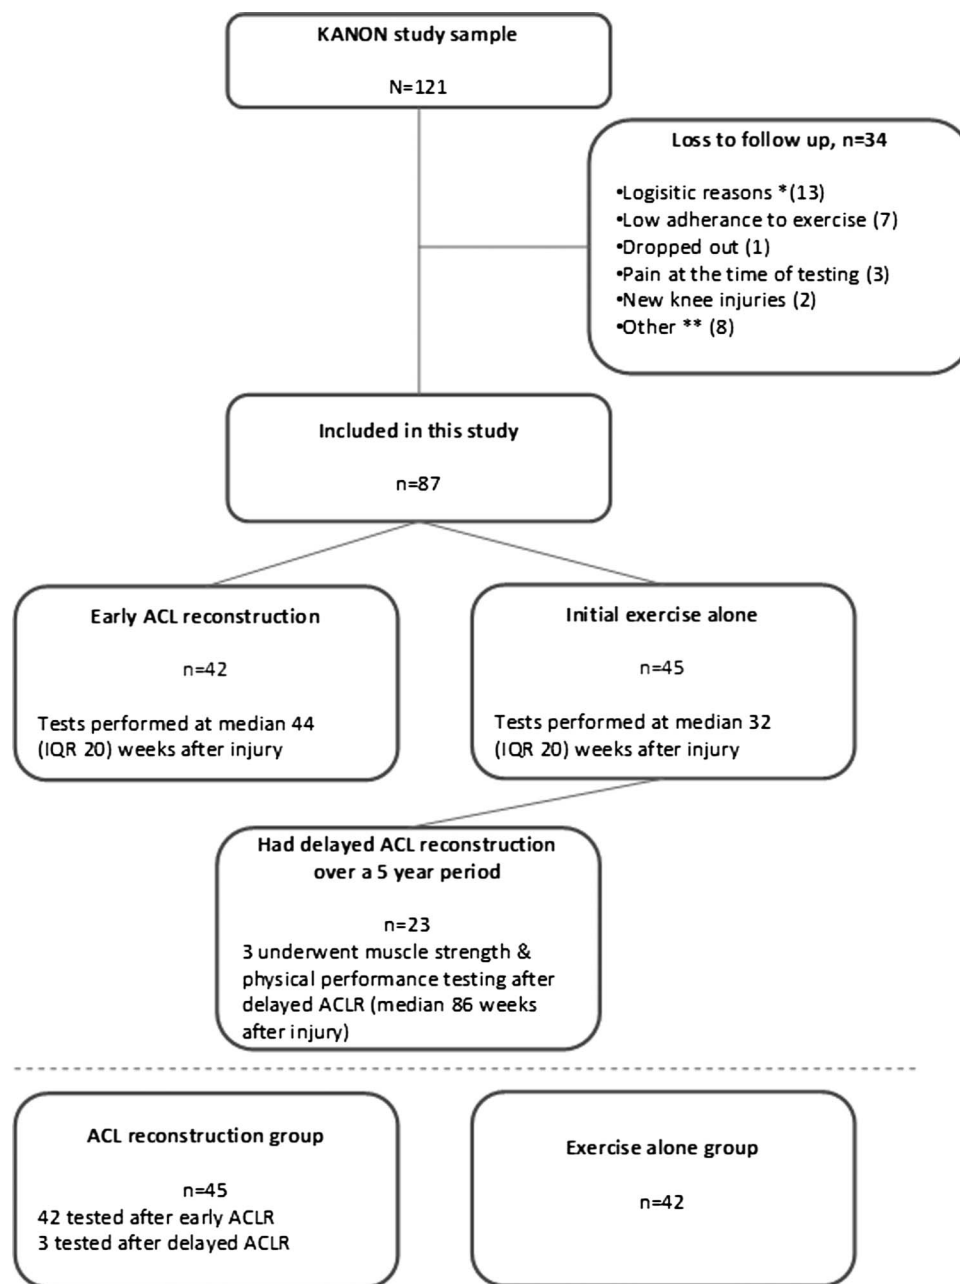 KANON study sample
N=121
Loss to follow up, n=34
•Logisitic reasons *(13)
•Low adherance to exercise (7)
•Dropped out (1)
•Pain at the time of testing (3)
•New knee injuries (2)
•Other ** (8)
Included in this study
n=87
Early ACL reconstruction
n=42
Tests performed at median 44
(IQR 20) weeks after injury
Initial exercise alone
n=45
Tests performed at median 32
(IQR 20) weeks after injury
Had delayed ACL reconstruction
over a 5 year period
n=23
3 underwent muscle strength &
physical performance testing after
delayed ACLR (median 86 weeks
after injury)
ACL reconstruction group
n=45
42 tested after early ACLR
3 tested after delayed ACLR
Exercise alone group
n=42